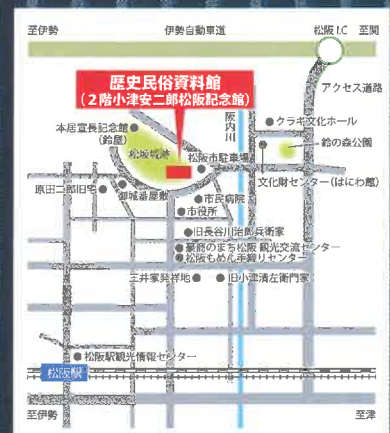 至伊勢
伊勢自動車道
松阪 I.C
至関
アクセス道路
歴史民俗資料館
(2階小津安二郎松阪記念館)
阪内川
クラギ文化ホール
本居宣長記念館
(鈴屋)
松坂城跡
松阪市駐車場
鈴の森公園
文化財センター(はにわ館)
原田二郎旧宅
御城番屋敷
市民病院
市役所
旧長谷川治郎兵衛家
豪商のまち松阪 観光交流センター
松阪もめん手織りセンター
三井家発祥地
旧小津清左衛門家
松阪駅観光情報センター
松阪駅
至伊勢
至津